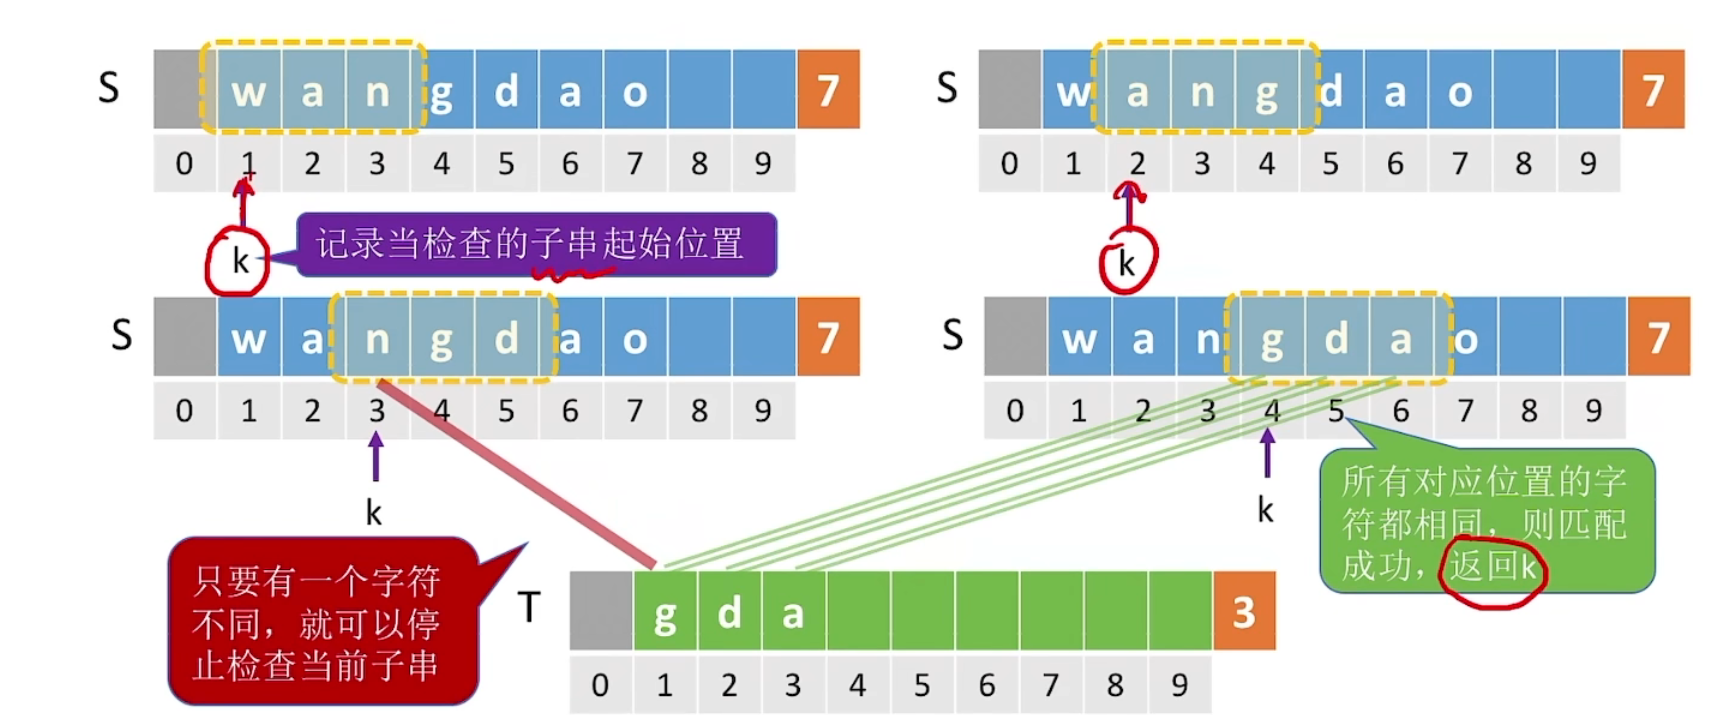 S w a n g d a o 7
0 1 2 3 4 5 6 7 8 9
k
记录当检查的子串起始位置
S w a n g d a o 7
0 1 2 3 4 5 6 7 8 9
k
S w a n g d a o 7
0 1 2 3 4 5 6 7 8 9
k
S w a n g d a o 7
0 1 2 3 4 5 6 7 8 9
k
所有对应位置的字
符都相同，则匹配
成功，返回k
只要有一个字符
不同，就可以停
止检查当前子串
T g d a 3
0 1 2 3 4 5 6 7 8 9